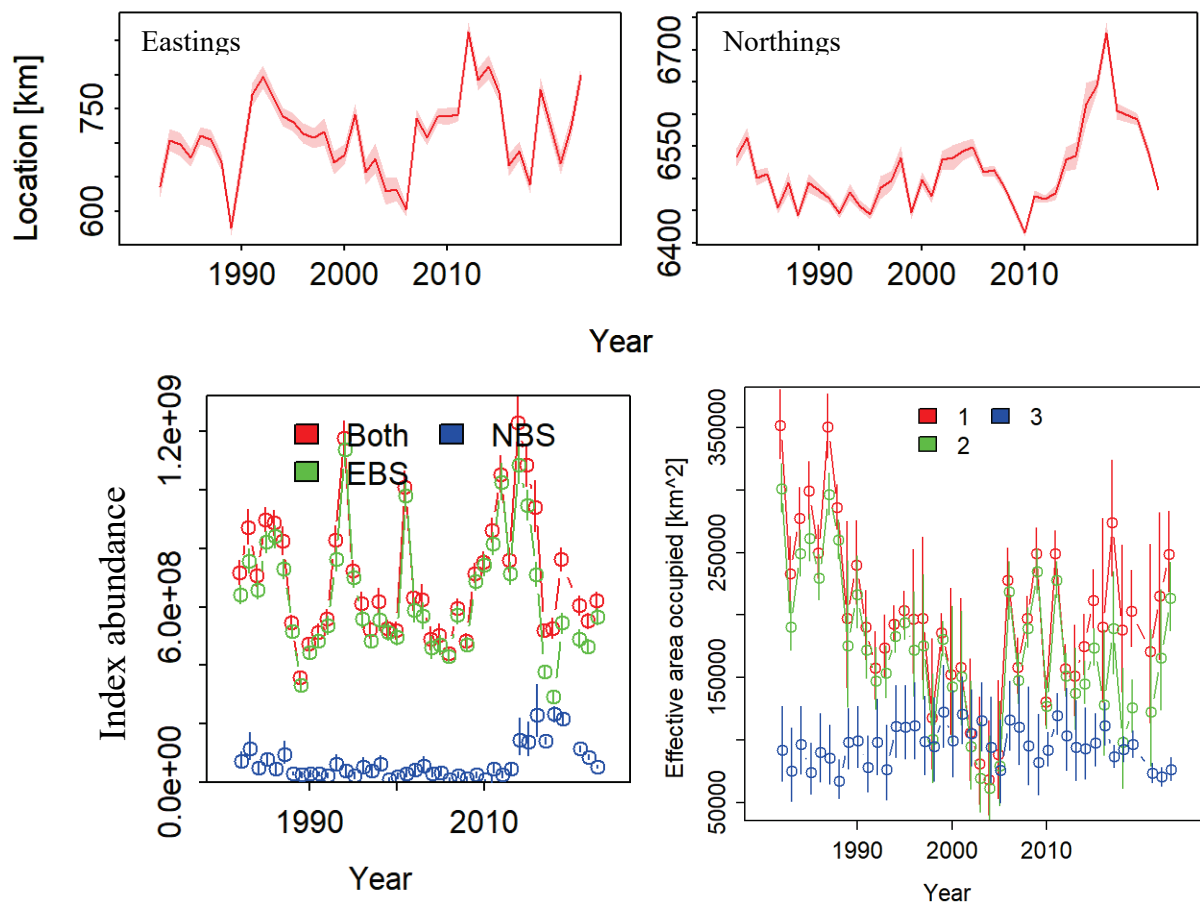 Eastings
Northings
Location [km]
600
750
6400
6550
6700
1990
2000
2010
1990
2000
2010
Year
Index abundance
0.0e+00
6.0e+08
1.2e+09
Both
NBS
EBS
1990
2010
Year
Effective area occupied [km^2]
50000
150000
250000
350000
1
3
2
1990
2000
2010
Year